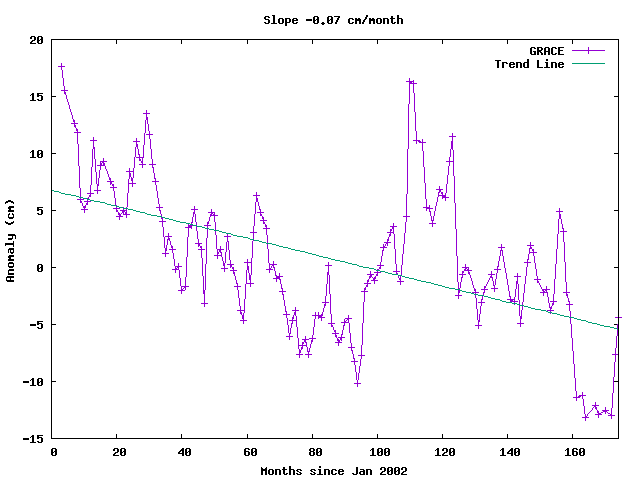 Slope -0.07 cm/month
GRACE
Trend Line
20
15
10
5
0
-5
-10
-15
Anomaly (cm)
0 20 40 60 80 100 120 140 160
Months since Jan 2002